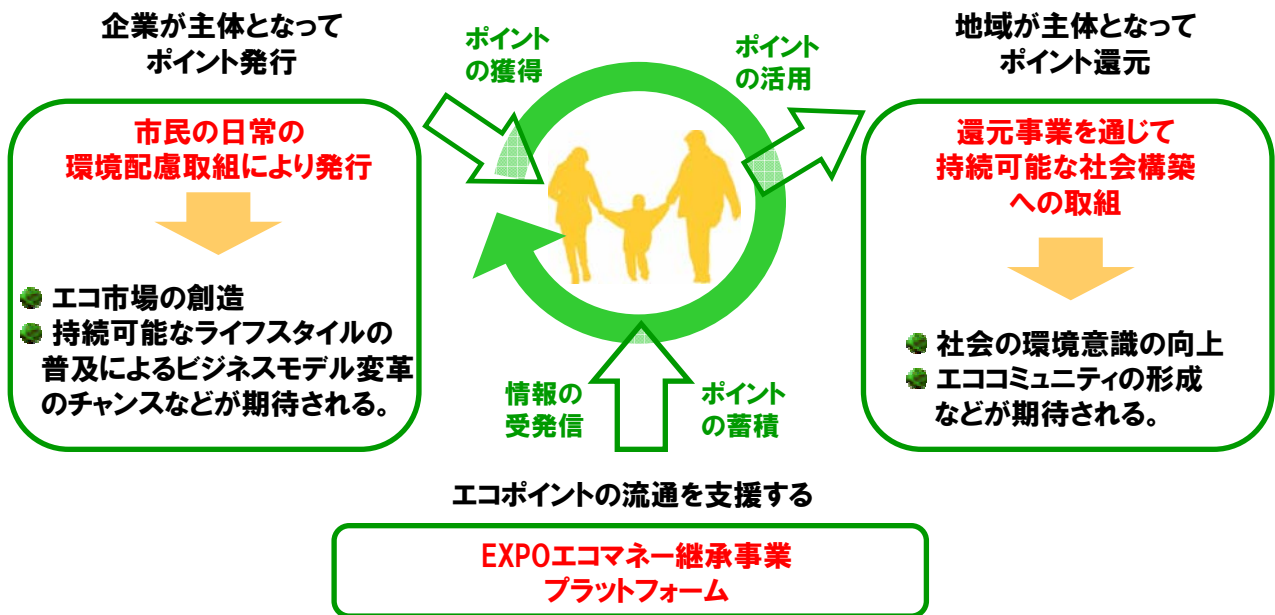 企業が主体となって
ポイント発行
市民の日常の
環境配慮取組により発行
エコ市場の創造
持続可能なライフスタイルの
普及によるビジネスモデル変革
のチャンスなどが期待される。
ポイント
の獲得
ポイント
の活用
情報の
受発信
ポイント
の蓄積
地域が主体となって
ポイント還元
還元事業を通じて
持続可能な社会構築
への取組
社会の環境意識の向上
エココミュニティの形成
などが期待される。
エコポイントの流通を支援する
EXPOエコマネー継承事業
プラットフォーム